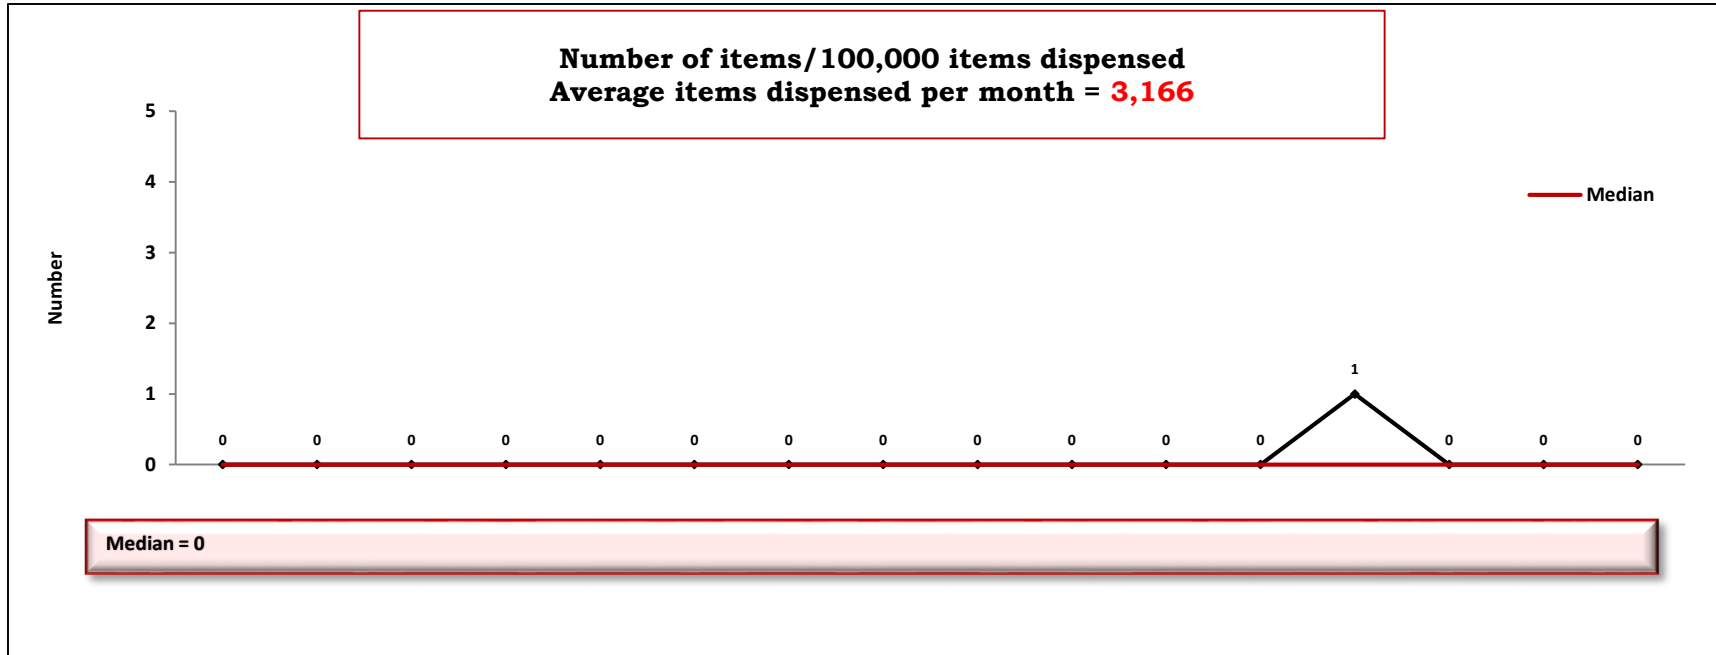 Number of items/100,000 items dispensed
Average items dispensed per month = 3,166
5
4
3
2
1
0
Number
Median
0 0 0 0 0 0 0 0 0 0 0 0 1 0 0 0
Median = 0